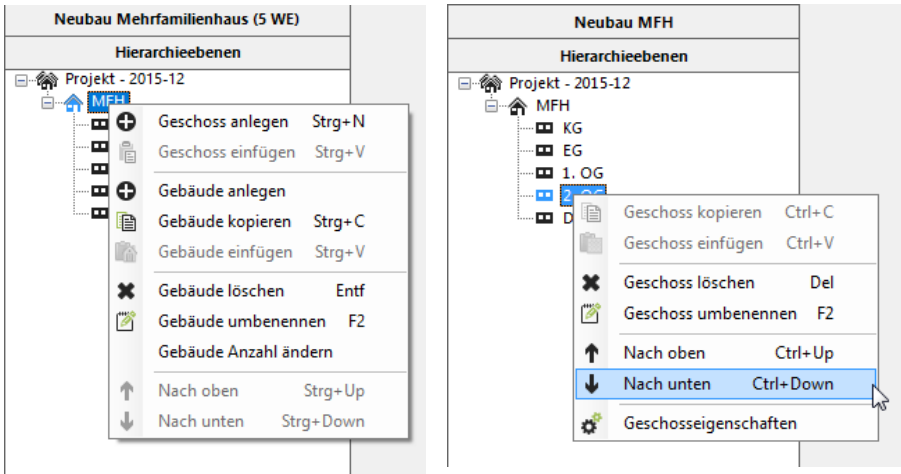 Neubau Mehrfamilienhaus (5 WE)
Hierarchieebenen
Projekt - 2015-12
MFH
Geschoss anlegen Strg+N
Geschoss einfügen Strg+V
Gebäude anlegen
Gebäude kopieren Strg+C
Gebäude einfügen Strg+V
Gebäude löschen Entf
Gebäude umbenennen F2
Gebäude Anzahl ändern
Nach oben Strg+Up
Nach unten Strg+Down
Neubau MFH
Hierarchieebenen
Projekt - 2015-12
MFH
KG
EG
1. OG
2. OG
D
Geschoss kopieren Ctrl+C
Geschoss einfügen Ctrl+V
Geschoss löschen Del
Geschoss umbenennen F2
Nach oben Ctrl+Up
Nach unten Ctrl+Down
Geschosseigenschaften